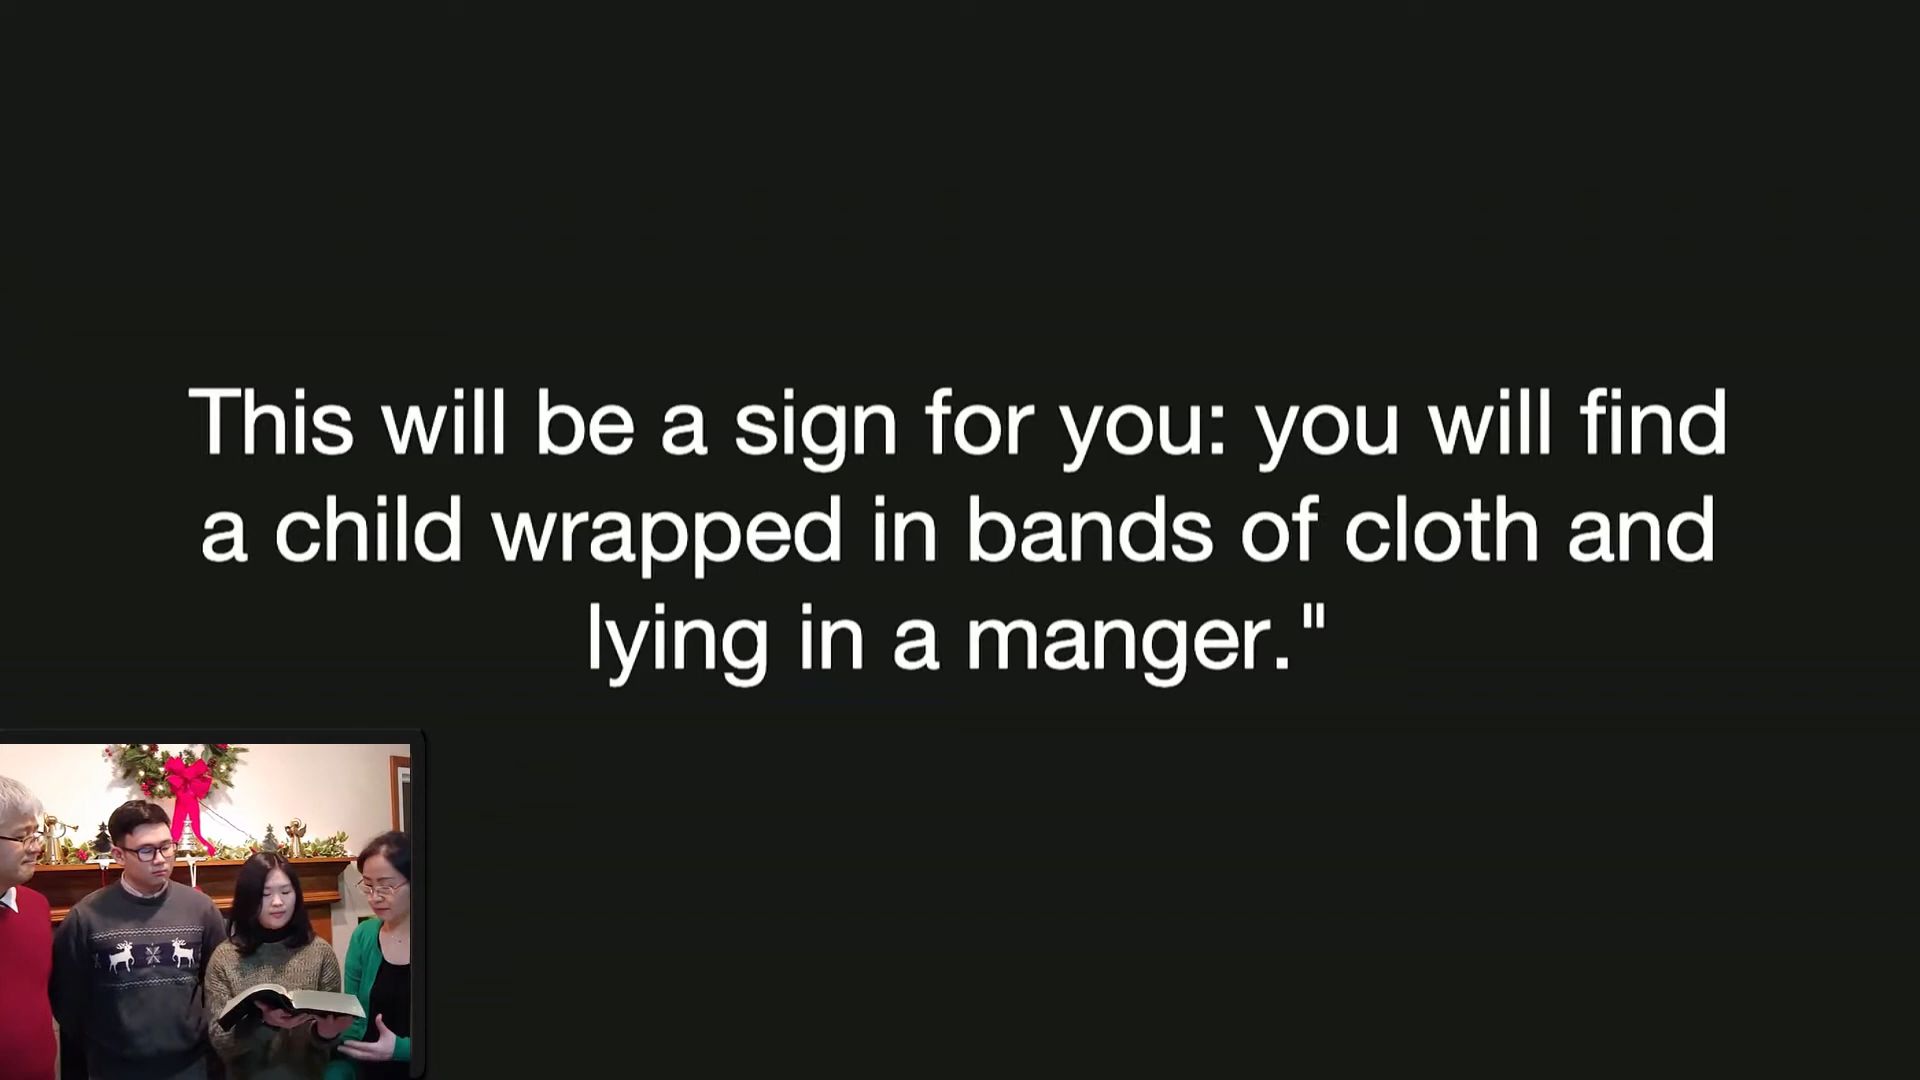 This will be a sign for you: you will find
a child wrapped in bands of cloth and
lying in a manger."